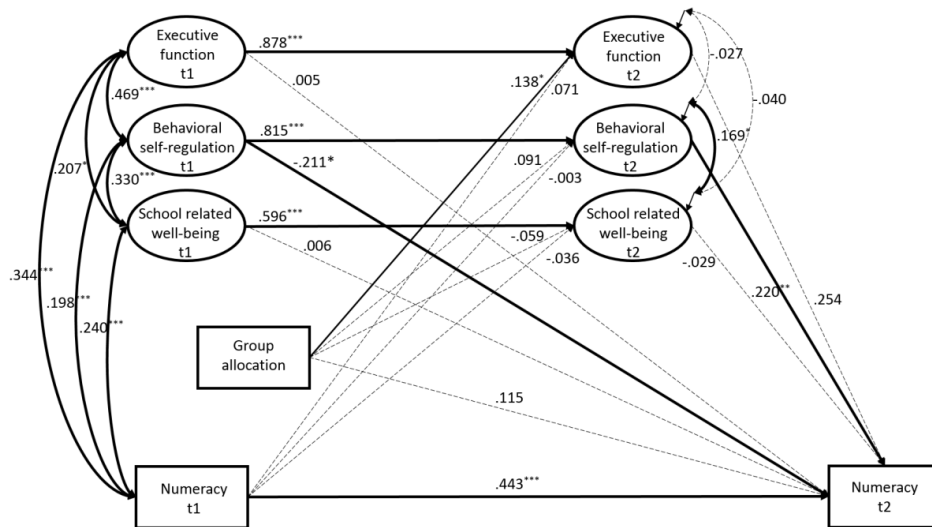 Executive
function
t1
.878***
.005
Executive
function
t2
.138*
.071
-.027
-.040
.469***
Behavioral
self-regulation
t1
.815***
-.211*
Behavioral
self-regulation
t2
.091
-.003
.169*
.207*
.330***
School related
well-being
t1
.596***
.006
School related
well-being
t2
-.059
-.036
-.029
.344***
.198***
.240***
.220**
.254
Group
allocation
.115
Numeracy
t1
.443***
Numeracy
t2